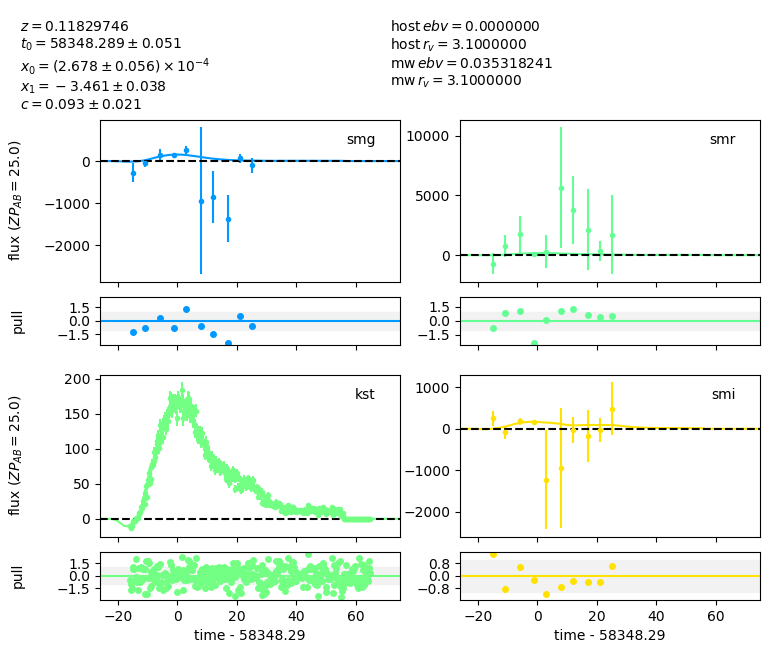 z = 0.11829746
t₀ = 58348.289 ± 0.051
x₀ = (2.678 ± 0.056) × 10⁻⁴
x₁ = −3.461 ± 0.038
c = 0.093 ± 0.021
host ebv = 0.0000000
host r_v = 3.1000000
mw ebv = 0.035318241
mw r_v = 3.1000000
smg
flux (ZP_AB = 25.0)
0
−1000
−2000
smr
10000
5000
0
pull
1.5
0.0
−1.5
1.5
0.0
−1.5
kst
flux (ZP_AB = 25.0)
200
150
100
50
0
smi
1000
0
−1000
−2000
pull
1.5
0.0
−1.5
0.8
0.0
−0.8
−20 0 20 40 60
time - 58348.29
−20 0 20 40 60
time - 58348.29